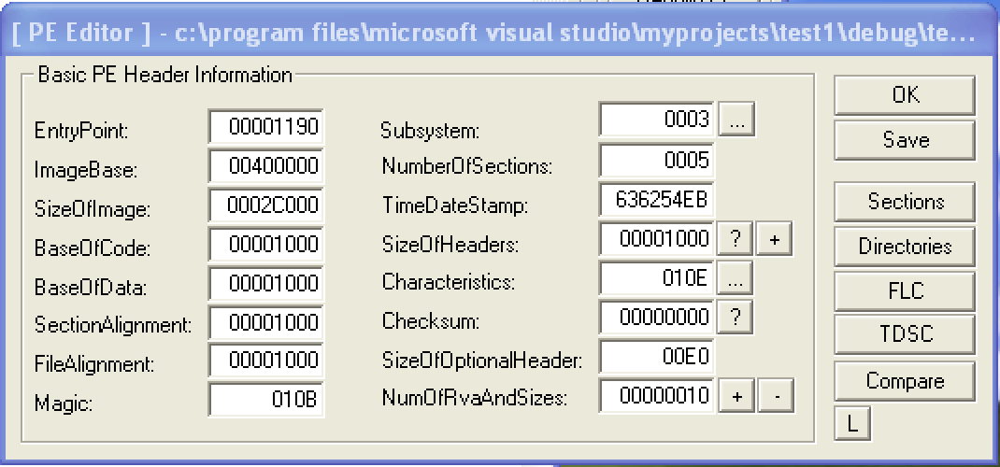 [ PE Editor ] - c:\program files\microsoft visual studio\myprojects\test1\debug\te...
Basic PE Header Information
EntryPoint: 00001190
ImageBase: 00400000
SizeOfImage: 0002C000
BaseOfCode: 00001000
BaseOfData: 00001000
SectionAlignment: 00001000
FileAlignment: 00001000
Magic: 010B
Subsystem: 0003 ...
NumberOfSections: 0005
TimeDateStamp: 636254EB
SizeOfHeaders: 00001000 ? +
Characteristics: 010E ...
Checksum: 00000000 ?
SizeOfOptionalHeader: 00E0
NumOfRvaAndSizes: 00000010 + -
OK
Save
Sections
Directories
FLC
TDSC
Compare
L